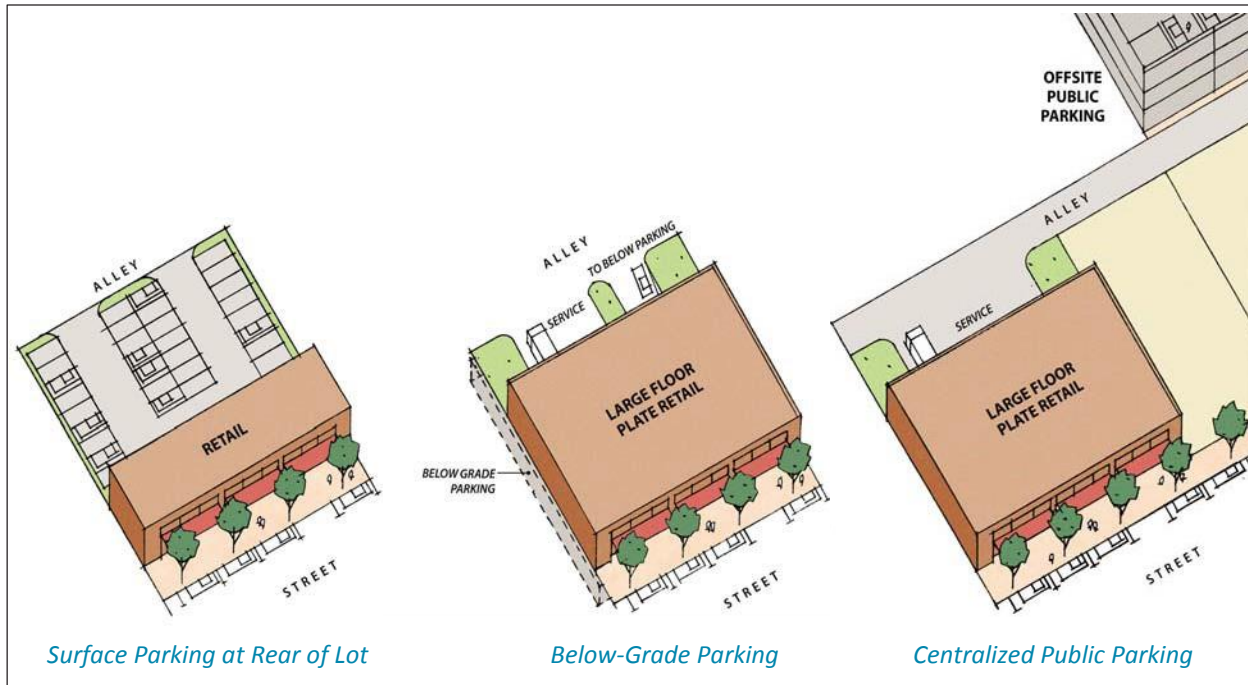 ALLEY
RETAIL
STREET
Surface Parking at Rear of Lot
ALLEY
TO BELOW PARKING
SERVICE
LARGE FLOOR
PLATE RETAIL
BELOW GRADE
PARKING
STREET
Below-Grade Parking
OFFSITE
PUBLIC
PARKING
ALLEY
SERVICE
LARGE FLOOR
PLATE RETAIL
STREET
Centralized Public Parking